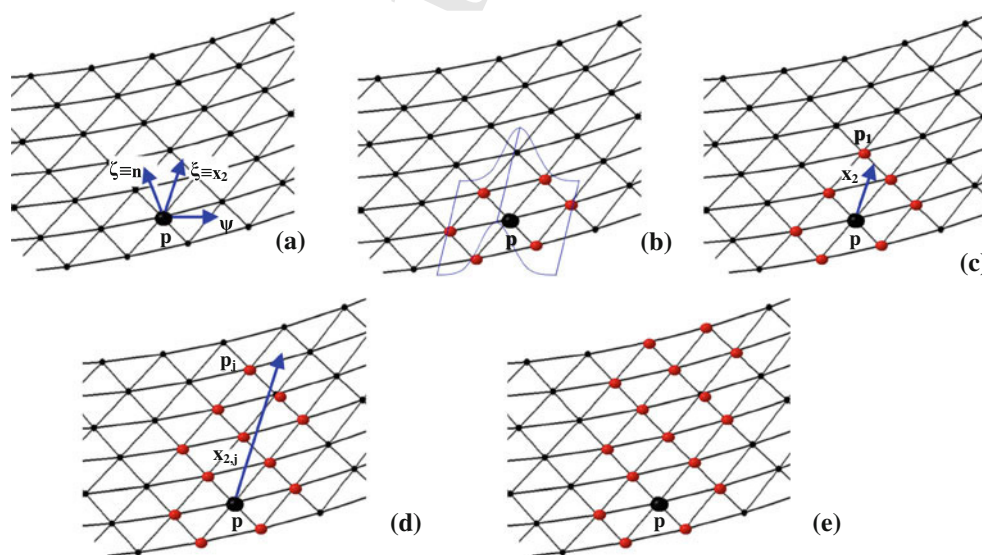 ζ≡n
ξ≡x₂
ψ
p
(a)
p
(b)
p₁
x₂
p
(c)
pⱼ
x₂,ⱼ
p
(d)
p
(e)